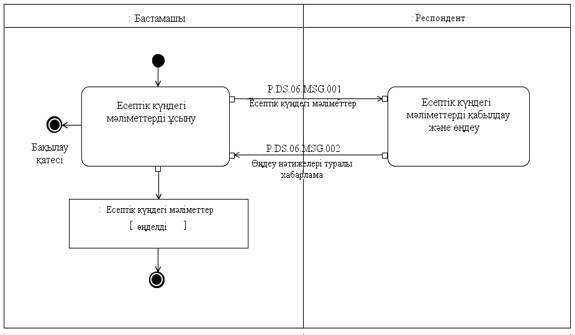 : Бастамашы
: Респондент
P.DS.06.MSG.001
Есептік күндегі мәліметтер
Есептік күндегі
мәліметтерді ұсыну
Есептік күндегі
мәліметтерді қабылдау
және өңдеу
Бақылау
қатесі
P.DS.06.MSG.002
Өңдеу нәтижелері туралы
хабарлама
: Есептік күндегі мәліметтер
[ өңделді ]